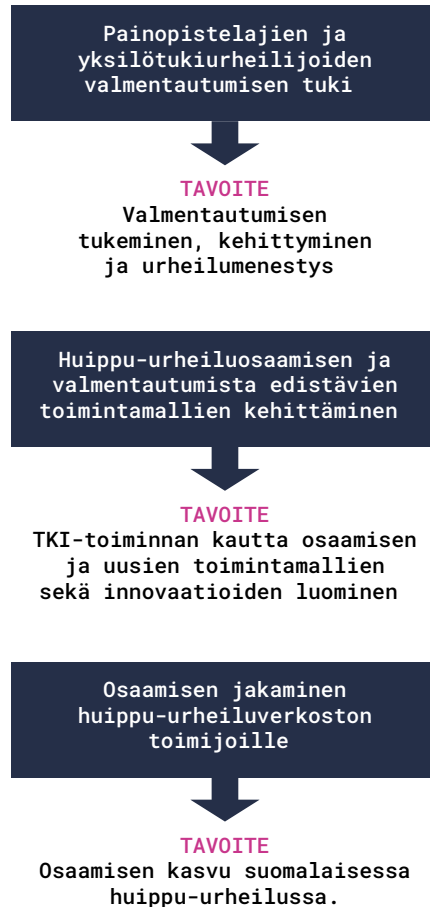 Painopistelajien ja
yksilötukiurheilijoiden
valmentautumisen tuki
TAVOITE
Valmentautumisen
tukeminen, kehittyminen
ja urheilumenestys
Huippu-urheiluosaamisen ja
valmentautumista edistävien
toimintamallien kehittäminen
TAVOITE
TKI-toiminnan kautta osaamisen
ja uusien toimintamallien
sekä innovaatioiden luominen
Osaamisen jakaminen
huippu-urheiluverkoston
toimijoille
TAVOITE
Osaamisen kasvu suomalaisessa
huippu-urheilussa.